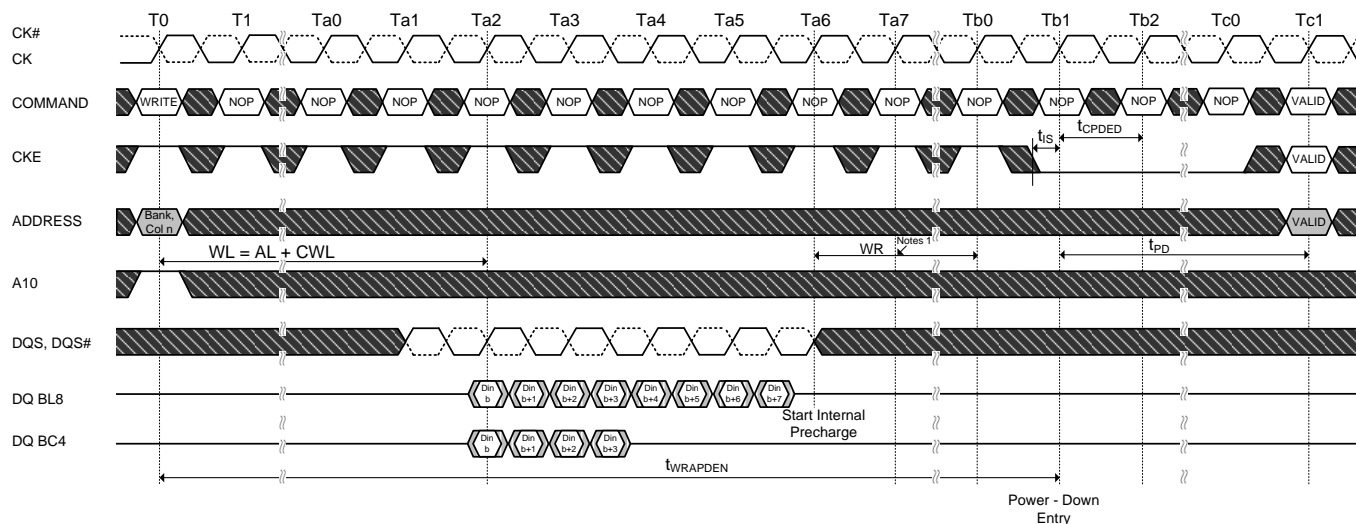 T0 T1 Ta0 Ta1 Ta2 Ta3 Ta4 Ta5 Ta6 Ta7 Tb0 Tb1 Tb2 Tc0 Tc1
CK#
CK
COMMAND WRITE NOP NOP NOP NOP NOP NOP NOP NOP NOP NOP NOP NOP NOP VALID
tIS tCPDED
CKE VALID
ADDRESS Bank, Col n VALID
WL = AL + CWL WR Notes 1 tPD
A10
DQS, DQS#
DQ BL8 Din b Din b+1 Din b+2 Din b+3 Din b+4 Din b+5 Din b+6 Din b+7
Start Internal
Precharge
DQ BC4 Din b Din b+1 Din b+2 Din b+3
tWRAPDEN
Power - Down
Entry